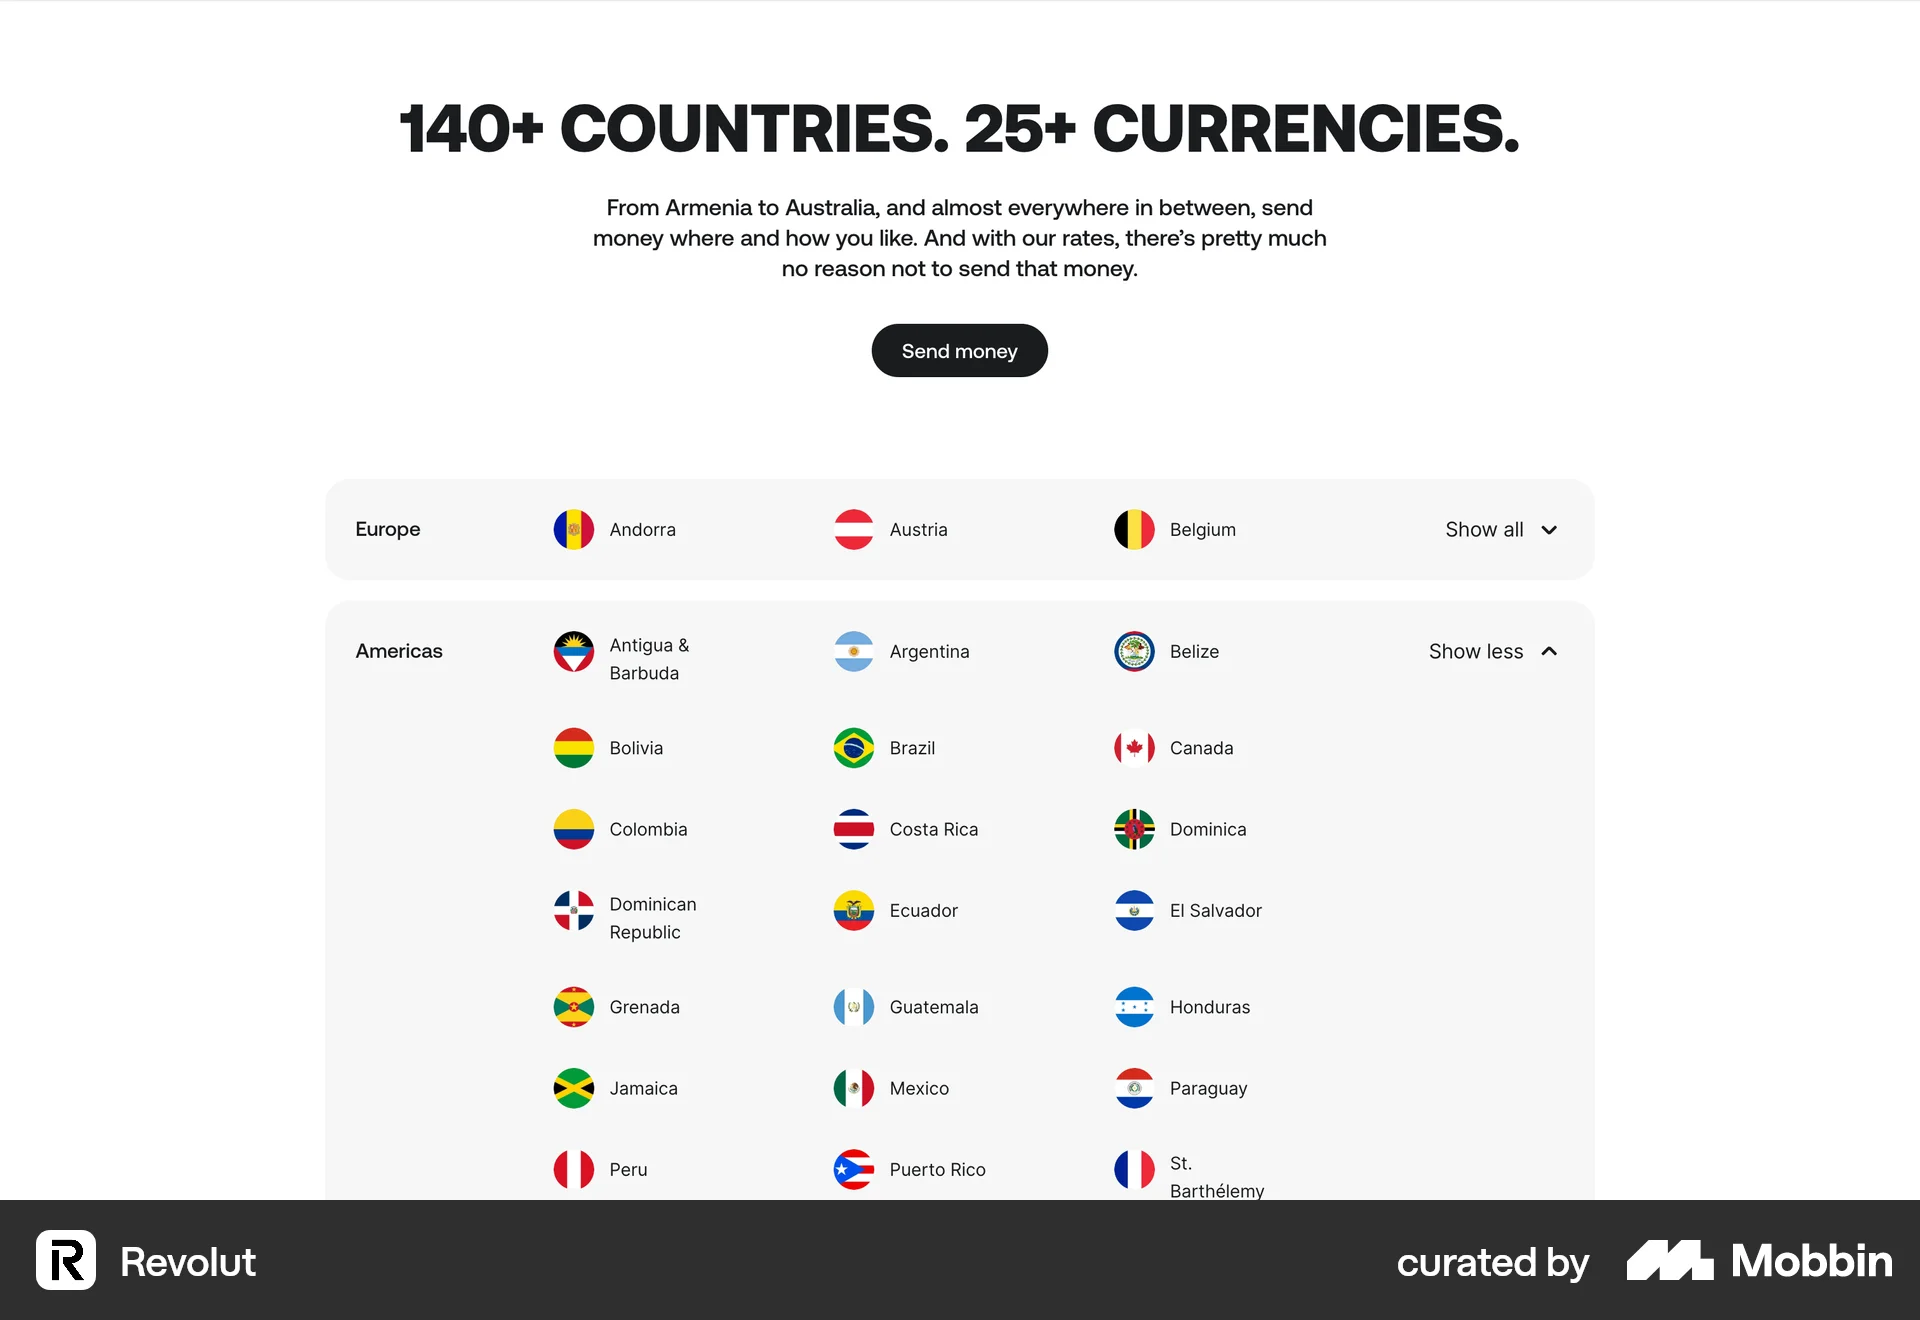 140+ COUNTRIES. 25+ CURRENCIES.
From Armenia to Australia, and almost everywhere in between, send
money where and how you like. And with our rates, there’s pretty much
no reason not to send that money.
Send money
Europe
Andorra
Austria
Belgium
Show all
Americas
Antigua &
Barbuda
Argentina
Belize
Show less
Bolivia
Brazil
Canada
Colombia
Costa Rica
Dominica
Dominican
Republic
Ecuador
El Salvador
Grenada
Guatemala
Honduras
Jamaica
Mexico
Paraguay
Peru
Puerto Rico
St.
Barthélemy
Revolut
curated by
Mobbin